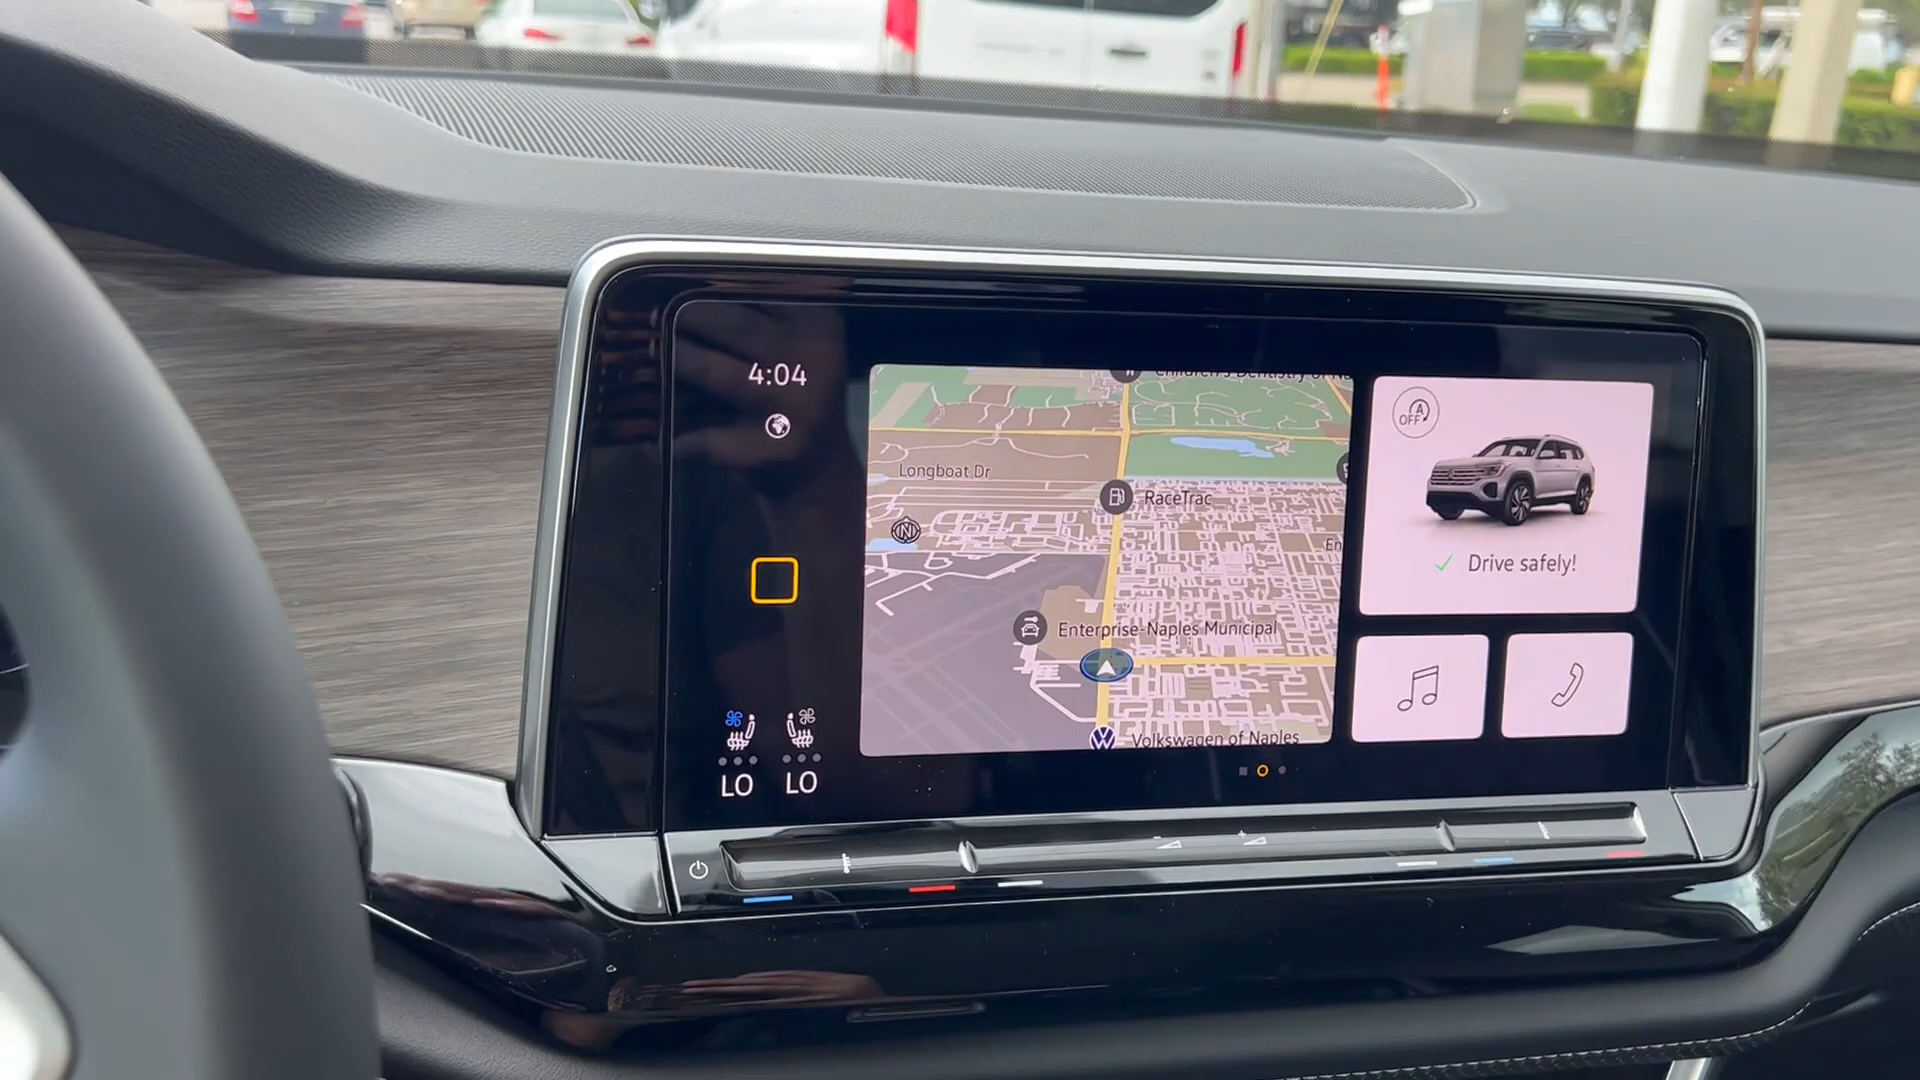 4:04
Longboat Dr
RaceTrac
N
Enterprise-Naples Municipal
Volkswagen of Naples
A
OFF
Drive safely!
LO
LO